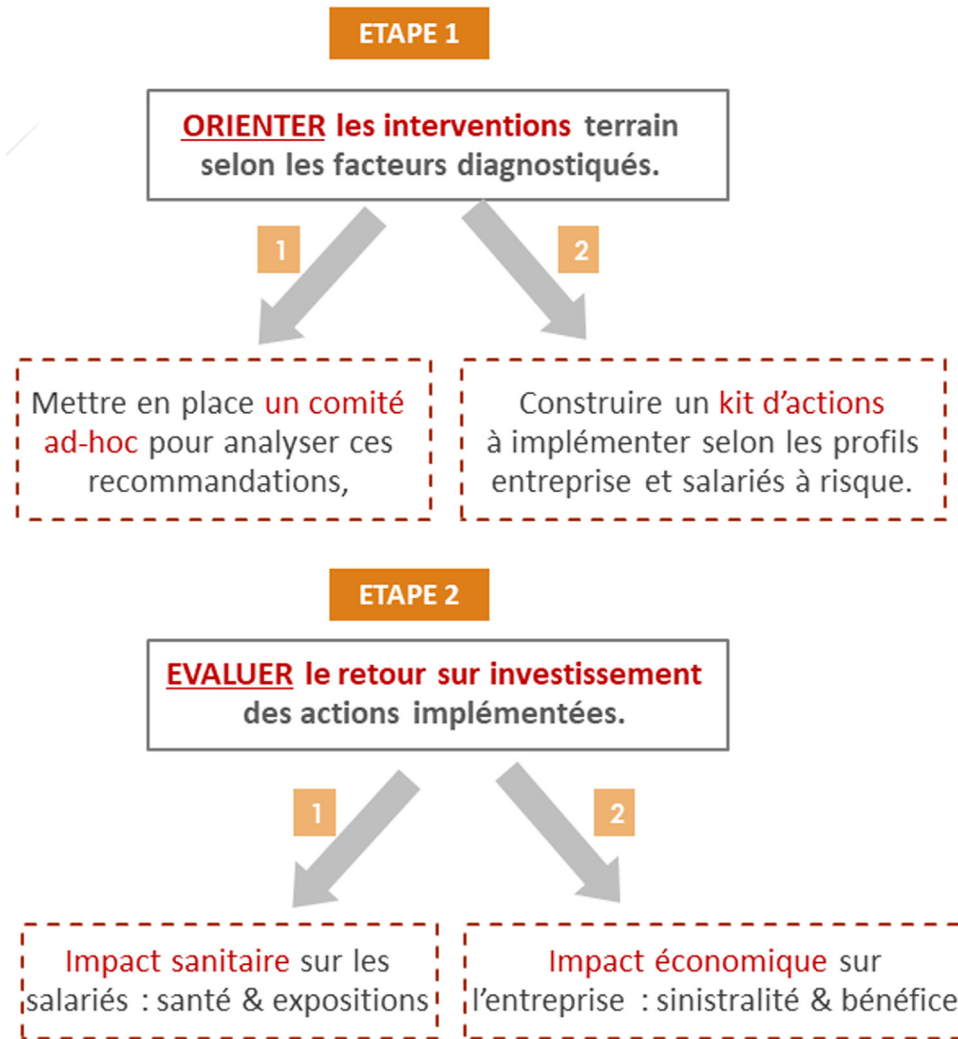 ETAPE 1
ORIENTER les interventions terrain
selon les facteurs diagnostiqués.
1
2
Mettre en place un comité
ad-hoc pour analyser ces
recommandations,
Construire un kit d’actions
à implémenter selon les profils
entreprise et salariés à risque.
ETAPE 2
EVALUER le retour sur investissement
des actions implémentées.
1
2
Impact sanitaire sur les
salariés : santé & expositions
Impact économique sur
l’entreprise : sinistralité & bénéfice